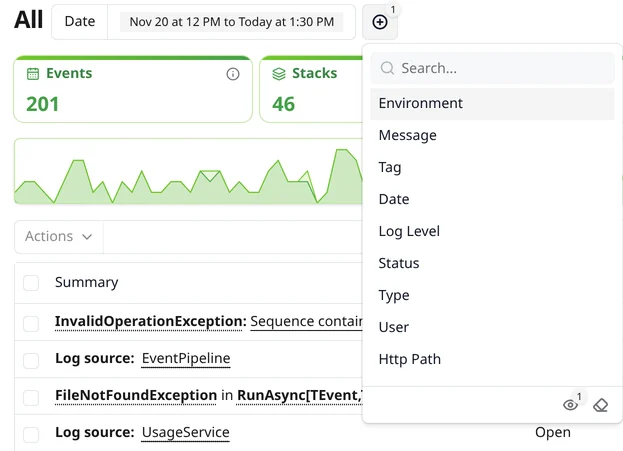 All Date Nov 20 at 12 PM to Today at 1:30 PM 1
Events Stacks
201 46
Search...
Environment
Message
Tag
Date
Log Level
Status
Type
User
Http Path
1
Actions
Summary
InvalidOperationException: Sequence contain
Log source: EventPipeline
FileNotFoundException in RunAsync[TEvent,
Log source: UsageService Open